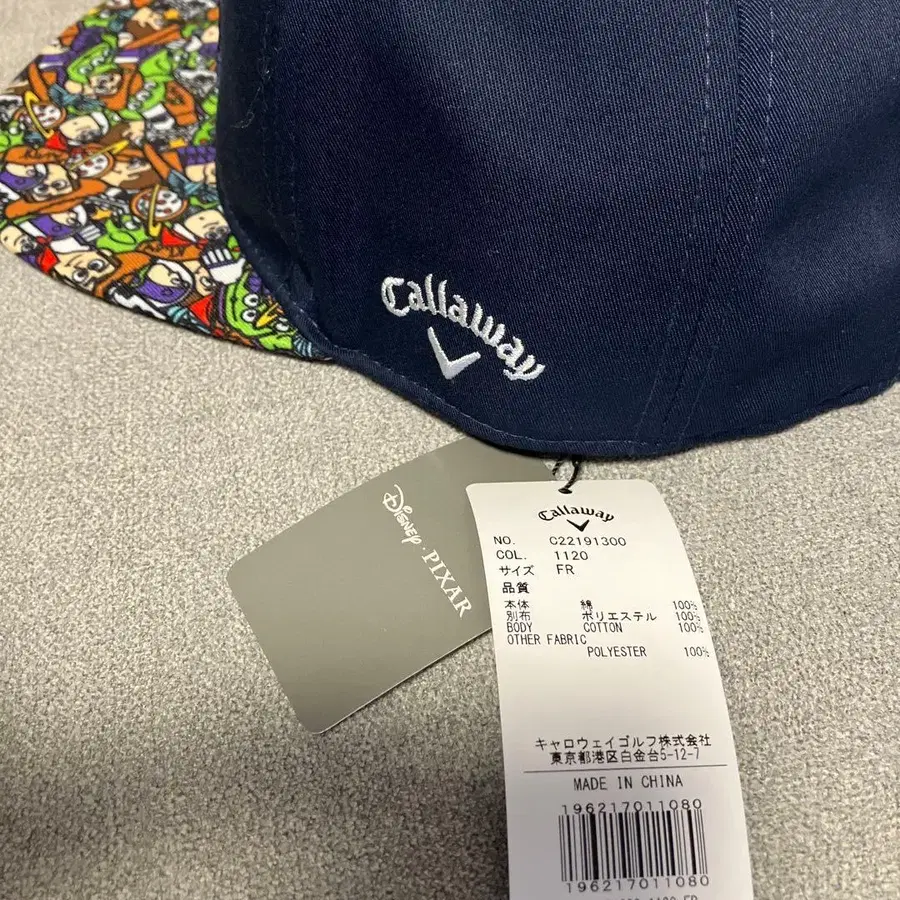 Callaway
Disney · PIXAR
Callaway
NO. C22191300
COL. 1120
サイズ FR
品質
本体 綿 100%
別布 ポリエステル 100%
BODY COTTON 100%
OTHER FABRIC
POLYESTER 100%
キャロウェイゴルフ株式会社
東京都港区白金台5-12-7
MADE IN CHINA
196217011080
196217011080